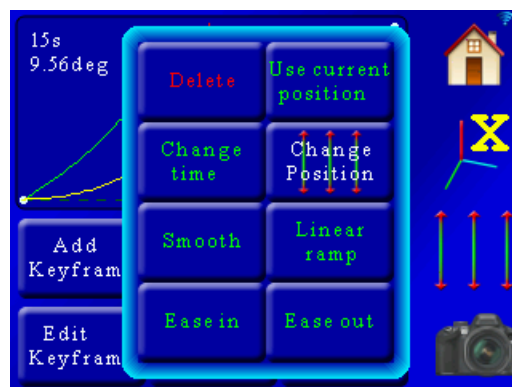 15s
9.56deg
Delete
Use current
position
Change
time
Change
Position
Smooth
Linear
ramp
Ease in
Ease out
Add
Keyfram
Edit
Keyfram
X